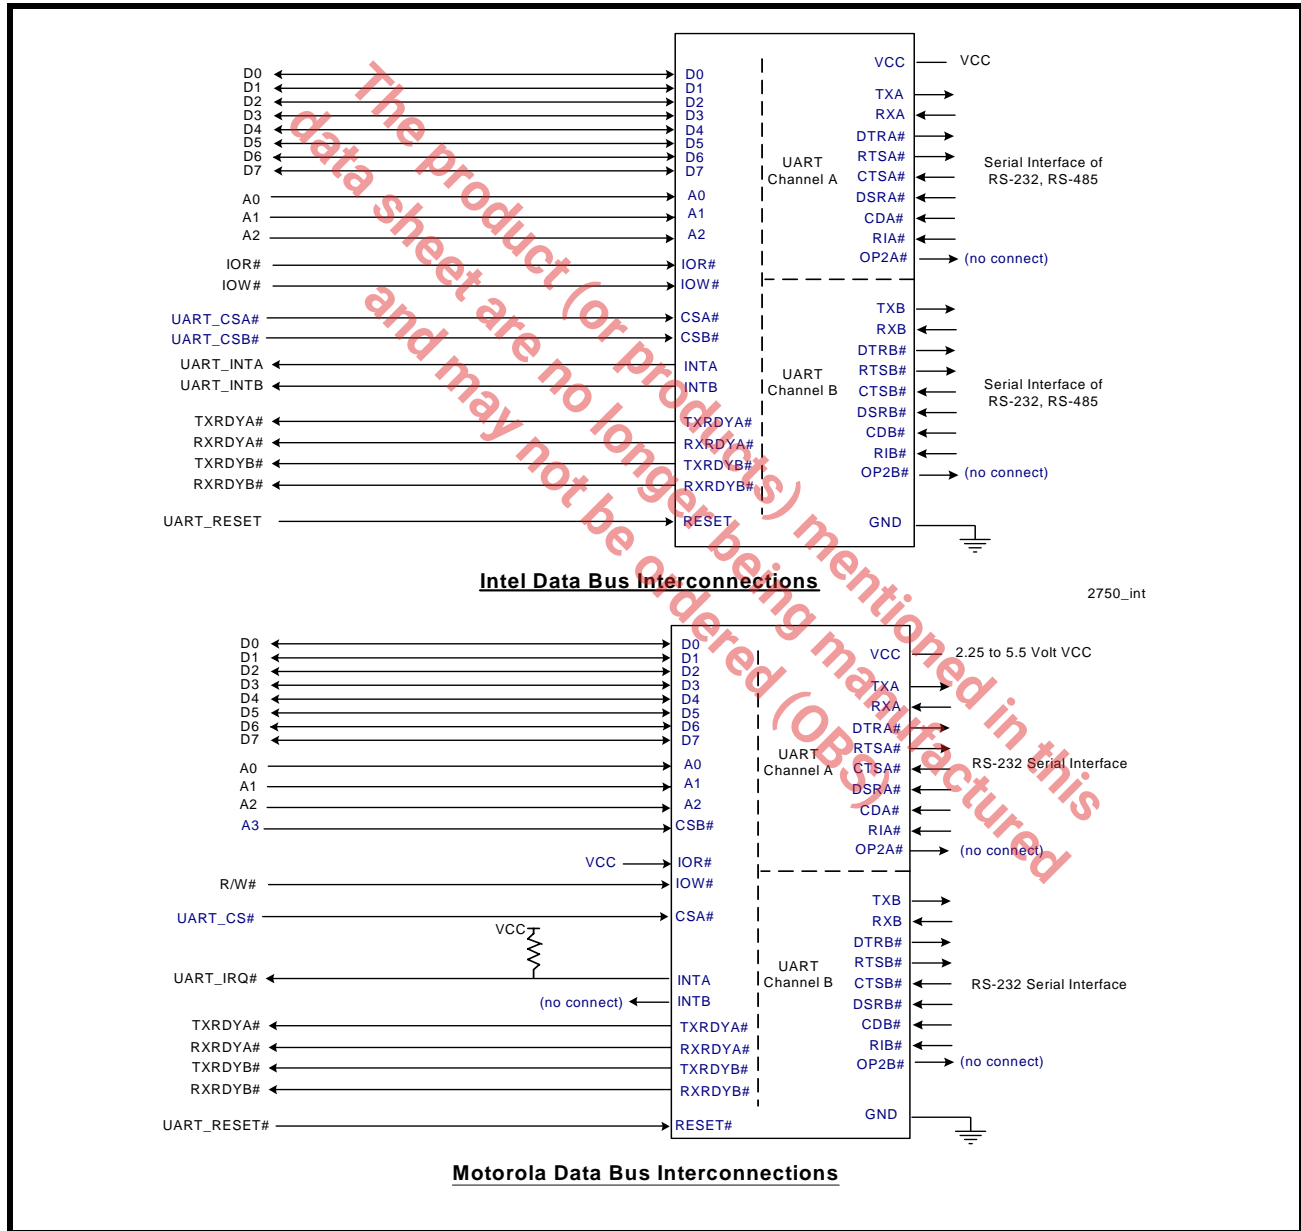 D0
D1
D2
D3
D4
D5
D6
D7
A0
A1
A2
IOR#
IOW#
UART_CSA#
UART_CSB#
UART_INTA
UART_INTB
TXRDYA#
RXRDYA#
TXRDYB#
RXRDYB#
UART_RESET
D0
D1
D2
D3
D4
D5
D6
D7
A0
A1
A2
IOR#
IOW#
CSA#
CSB#
INTA
INTB
TXRDYA#
RXRDYA#
TXRDYB#
RXRDYB#
RESET
UART
Channel A
UART
Channel B
VCC
TXA
RXA
DTRA#
RTSA#
CTSA#
DSRA#
CDA#
RIA#
OP2A#
TXB
RXB
DTRB#
RTSB#
CTSB#
DSRB#
CDB#
RIB#
OP2B#
GND
VCC
Serial Interface of
RS-232, RS-485
(no connect)
Serial Interface of
RS-232, RS-485
(no connect)
Intel Data Bus Interconnections
2750_int
D0
D1
D2
D3
D4
D5
D6
D7
A0
A1
A2
A3
VCC
R/W#
UART_CS#
VCC
UART_IRQ#
(no connect)
TXRDYA#
RXRDYA#
TXRDYB#
RXRDYB#
UART_RESET#
D0
D1
D2
D3
D4
D5
D6
D7
A0
A1
A2
CSB#
IOR#
IOW#
CSA#
INTA
INTB
TXRDYA#
RXRDYA#
TXRDYB#
RXRDYB#
RESET#
UART
Channel A
UART
Channel B
VCC
TXA
RXA
DTRA#
RTSA#
CTSA#
DSRA#
CDA#
RIA#
OP2A#
TXB
RXB
DTRB#
RTSB#
CTSB#
DSRB#
CDB#
RIB#
OP2B#
GND
2.25 to 5.5 Volt VCC
RS-232 Serial Interface
(no connect)
RS-232 Serial Interface
(no connect)
Motorola Data Bus Interconnections
The product (or products) mentioned in this
data sheet are no longer being manufactured
and may not be ordered (OBS)